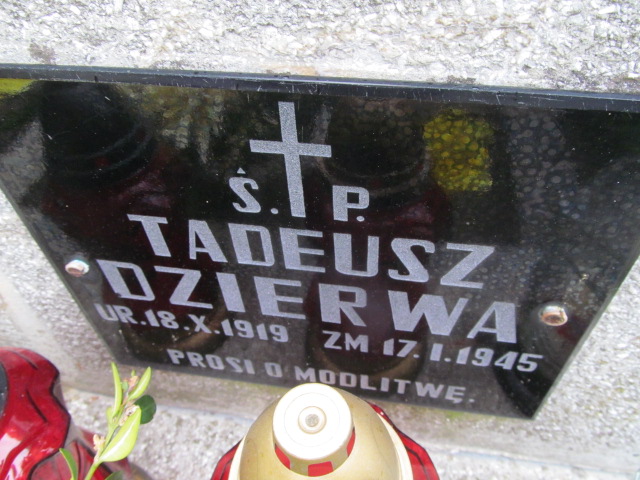 Ś. P.
TADEUSZ
DZIERWA
UR.18.X.1919 ZM 17.I.1945
PROSI O MODLITWĘ.